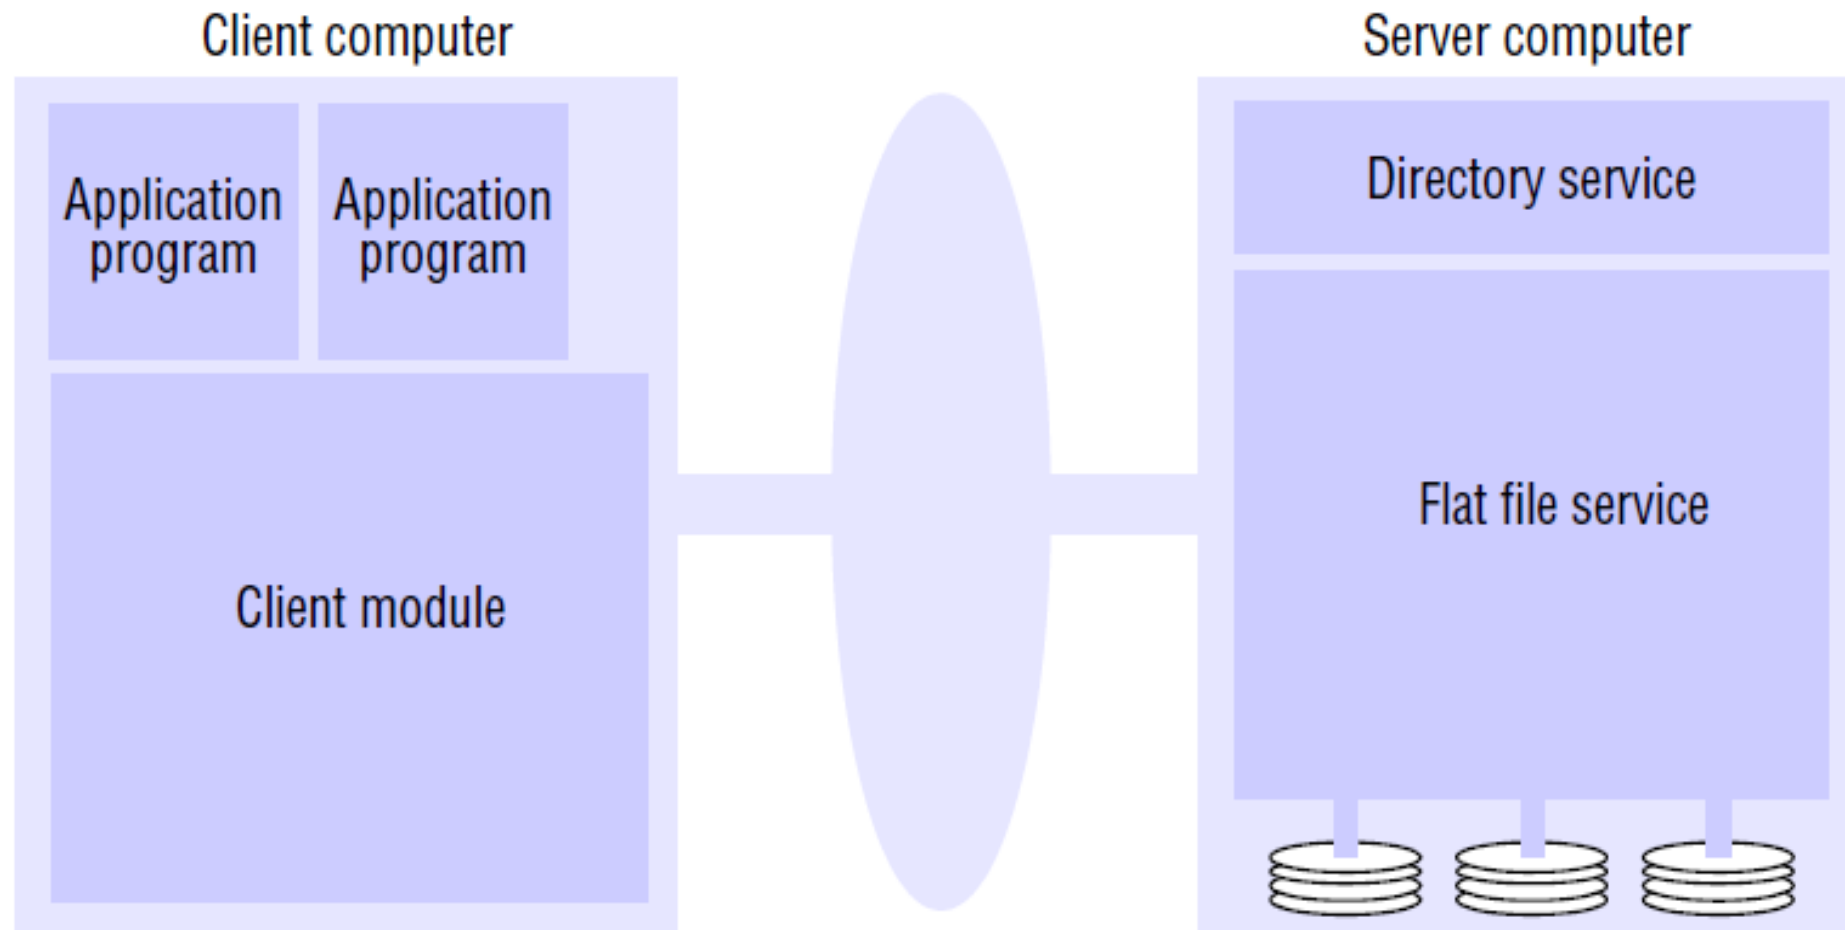 Client computer
Server computer
Application
program
Application
program
Directory service
Flat file service
Client module